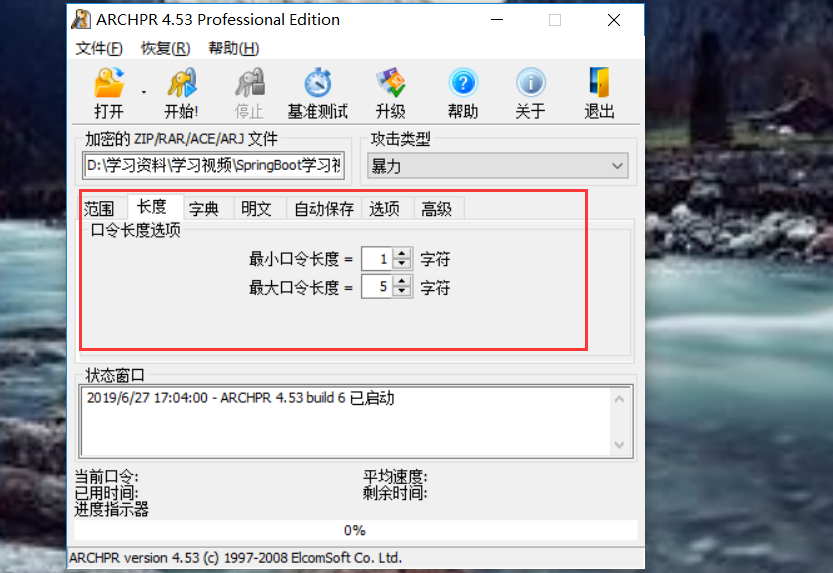 ARCHPR 4.53 Professional Edition
文件(F) 恢复(R) 帮助(H)
打开 开始! 停止 基准测试 升级 帮助 关于 退出
加密的 ZIP/RAR/ACE/ARJ 文件 攻击类型
D:\学习资料\学习视频\SpringBoot学习视 暴力
范围 长度 字典 明文 自动保存 选项 高级
口令长度选项
最小口令长度 = 1 字符
最大口令长度 = 5 字符
状态窗口
2019/6/27 17:04:00 - ARCHPR 4.53 build 6 已启动
当前口令: 平均速度:
已用时间: 剩余时间:
进度指示器
0%
ARCHPR version 4.53 (c) 1997-2008 ElcomSoft Co. Ltd.